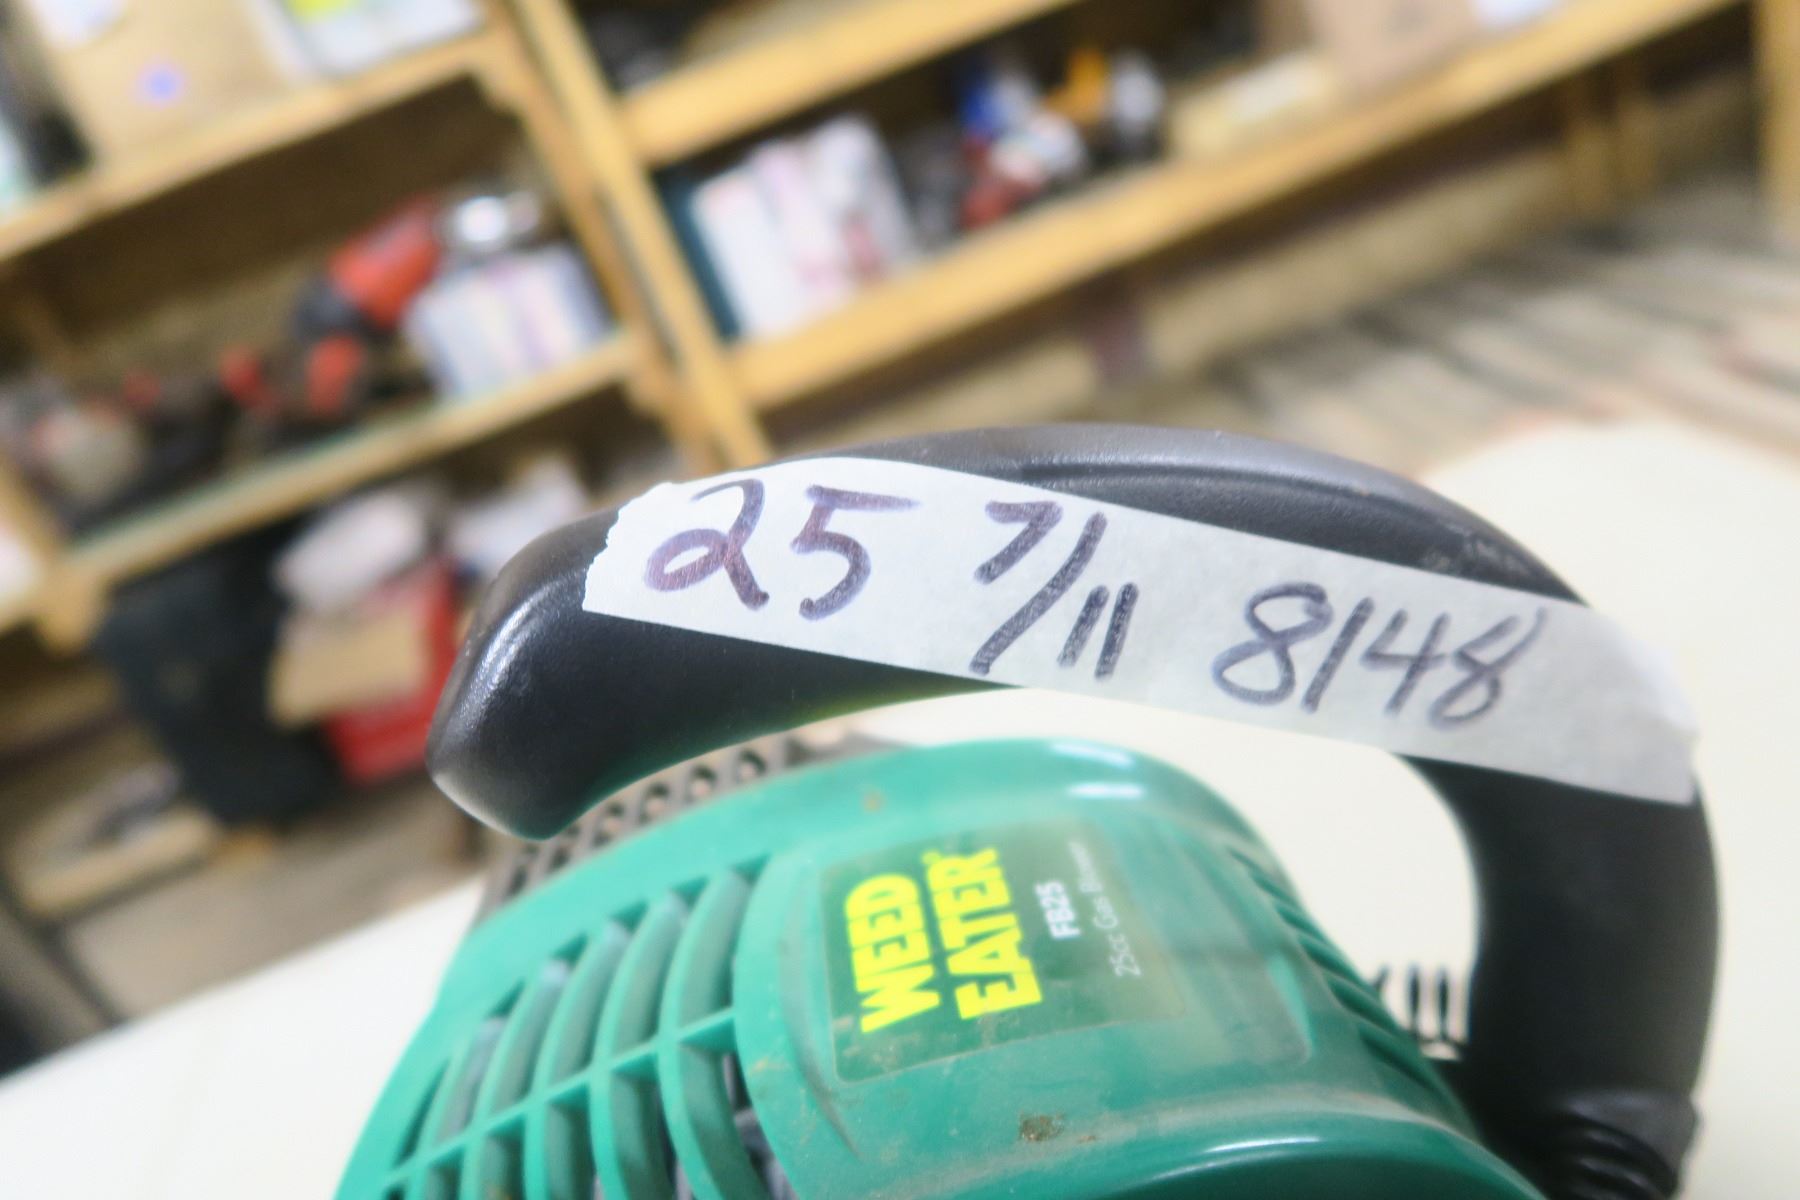 25 7/11 8148
WEED
EATER
FB25
25cc Gas Blower